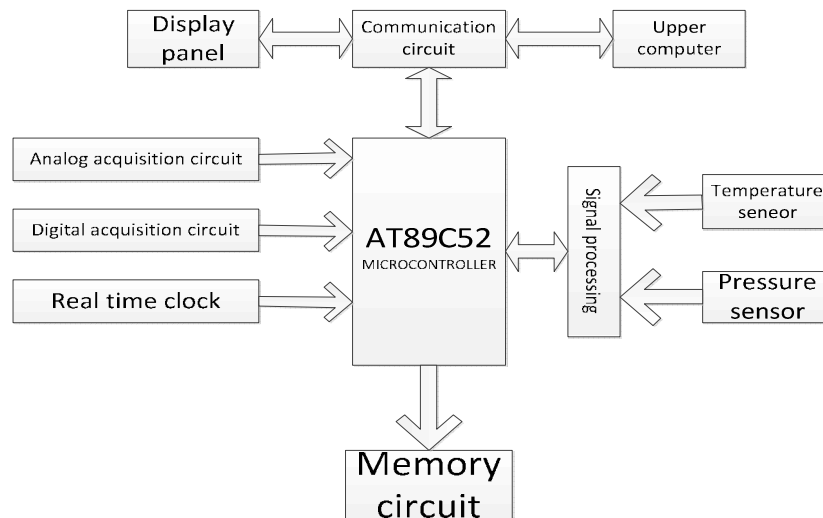 Display
panel
Communication
circuit
Upper
computer
Analog acquisition circuit
Digital acquisition circuit
Real time clock
AT89C52
MICROCONTROLLER
Signal processing
Temperature
seneor
Pressure
sensor
Memory
circuit